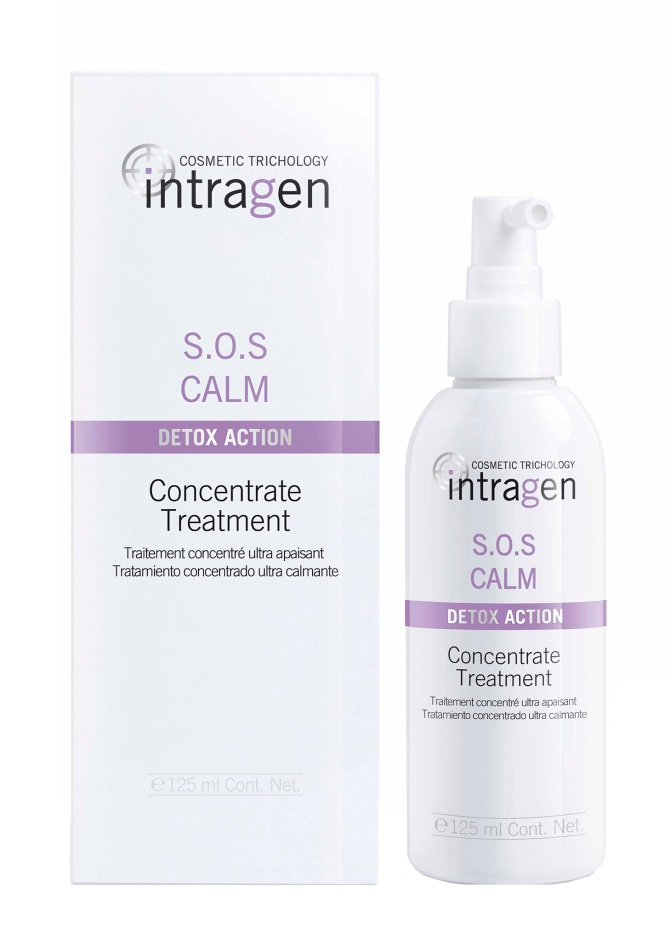 COSMETIC TRICHOLOGY
intragen
S.O.S
CALM
DETOX ACTION
Concentrate
Treatment
Traitement concentré ultra apaisant
Tratamiento concentrado ultra calmante
℮125 ml Cont. Net.
COSMETIC TRICHOLOGY
intragen
S.O.S
CALM
DETOX ACTION
Concentrate
Treatment
Traitement concentré ultra apaisant
Tratamiento concentrado ultra calmante
℮125 ml Cont. Net.